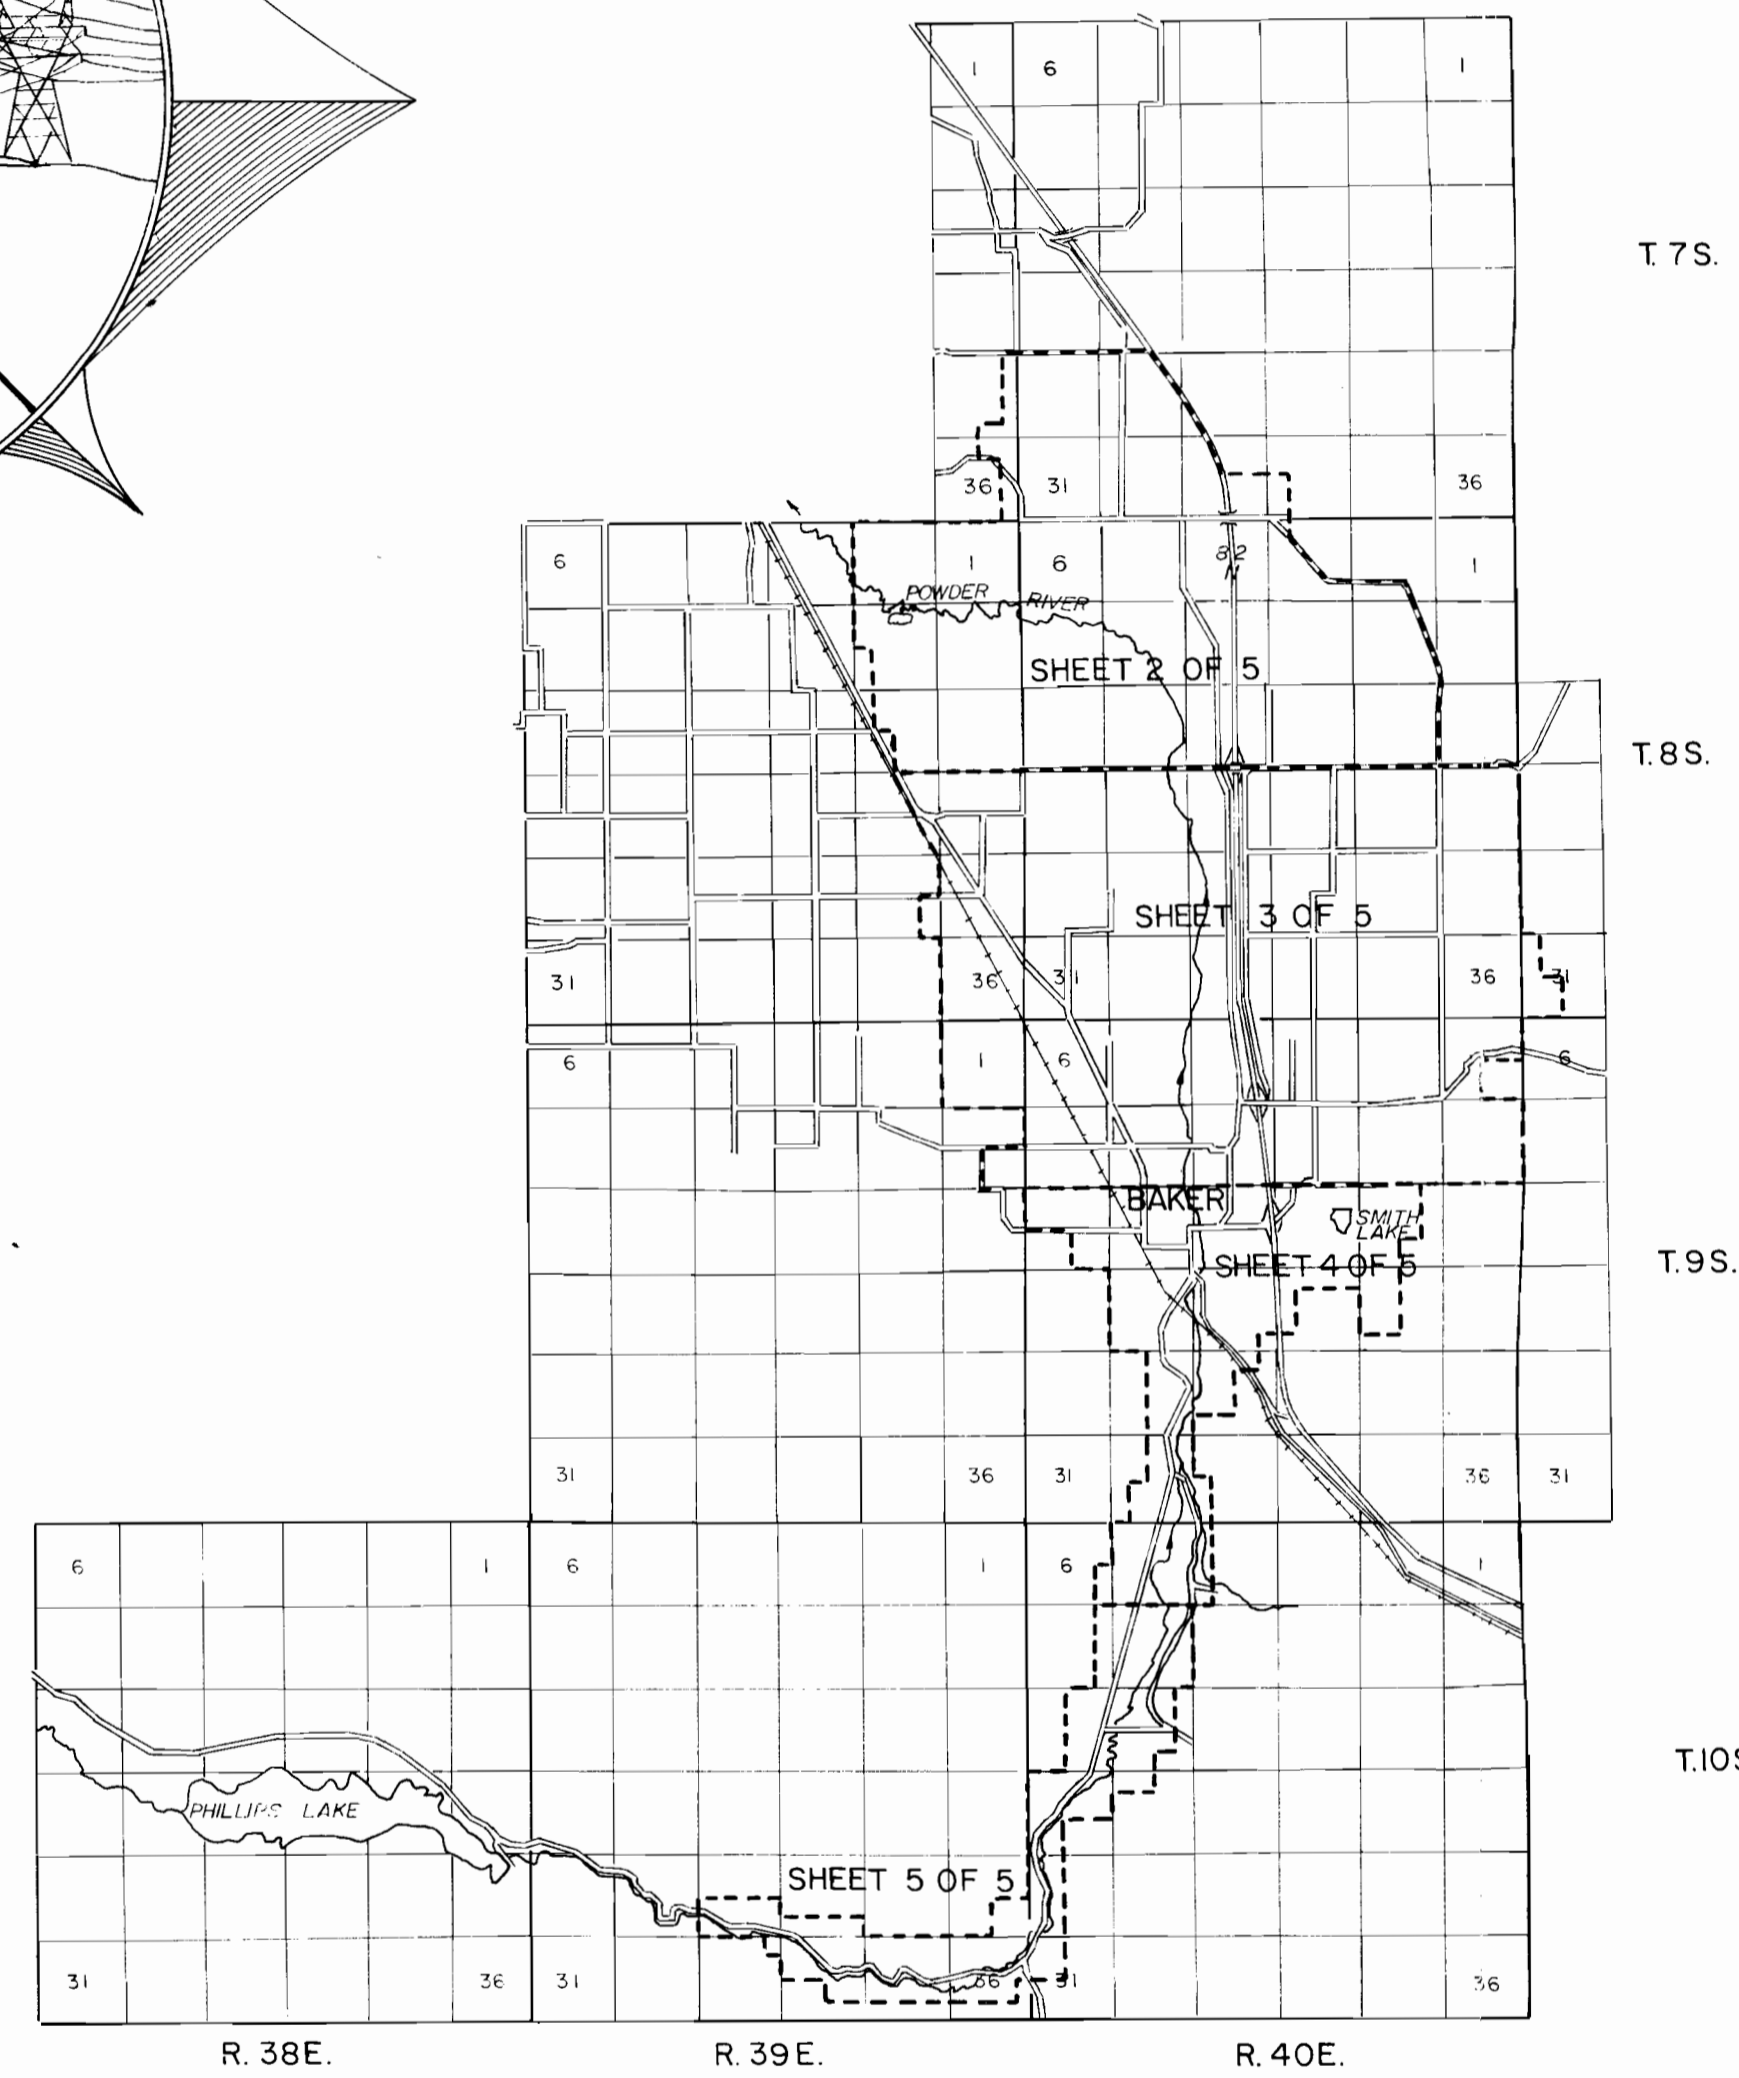 1 6 1
T. 7S.
36 31 36
6 1 6 82 N 1
POWDER RIVER
SHEET 2 OF 5
T. 8S.
SHEET 3 OF 5
31 36 31 36 31
6 1 6 6
BAKER
SMITH
LAKE
SHEET 4 OF 5
T. 9S.
31 36 31 36 31
6 1 6 1 6 1
T.10S
PHILLIPS LAKE
SHEET 5 OF 5
31 36 31 36 31 36
R. 38E. R. 39E. R. 40E.